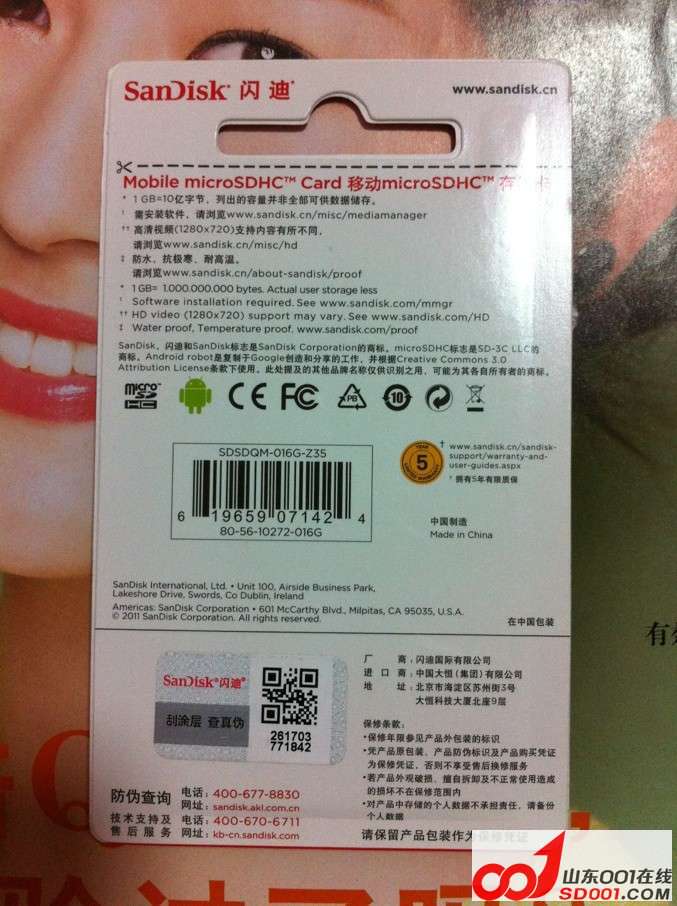 SanDisk® 闪迪®
www.sandisk.cn
Mobile microSDHC™ Card 移动microSDHC™ 存储卡
* 1 GB=10亿字节，列出的容量并非全部可供数据储存。
† 需安装软件，请浏览www.sandisk.cn/misc/mediamanager
†† 高清视频(1280x720)支持内容有所不同，
请浏览www.sandisk.cn/misc/hd
‡ 防水、抗极寒、耐高温。
请浏览www.sandisk.cn/about-sandisk/proof
* 1GB= 1.000.000.000 bytes. Actual user storage less
† Software installation required. See www.sandisk.com/mmgr
†† HD video (1280x720) support may vary. See www.sandisk.com/HD
‡ Water proof, Temperature proof. www.sandisk.com/proof
SanDisk、闪迪和SanDisk标志是SanDisk Corporation的商标。microSDHC标志是SD-3C LLC的
商标。Android robot是复制于Google创造和分享的工作，并根据Creative Commons 3.0
Attribution License条款下使用。此处提及的其他品牌名称仅供识别之用，可能为其各自所有者的商标。
micro SD HC
CE FC PB 10
SDSDQM-016G-Z35
6 19659 07142 4
80-56-10272-016G
5
† www.sandisk.cn/sandisk-
support/warranty-and-
user-guides.aspx
† 拥有5年有限质保
中国制造
Made in China
SanDisk International, Ltd. • Unit 100, Airside Business Park,
Lakeshore Drive, Swords, Co Dublin, Ireland
Americas: SanDisk Corporation • 601 McCarthy Blvd., Milpitas, CA 95035, U.S.A.
© 2011 SanDisk Corporation. All rights reserved.
在中国包装
SanDisk®闪迪®
刮涂层 查真伪
261703
771842
厂 商：闪迪国际有限公司
进 口 商：中国大恒（集团）有限公司
地 址：北京市海淀区苏州街3号
大恒科技大厦北座9层
保修条款：
•保修年限参见产品外包装的标识
•凭产品原包装、产品防伪标识及产品购买凭证
为保修凭证，否则不享受售后换修服务
•若产品外观破损、擅自拆卸及不正常使用造成
的损坏不在保修范围内
•对产品中存储的个人数据不承担责任，请备份
个人数据
请保留产品包装作为保修凭证
防伪查询 电话：400-677-8830
网址：sandisk.akl.com.cn
技术支持及 电话：400-670-6711
售后服务 网址：kb-cn.sandisk.com
有效
001 山东001在线
SD001.COM